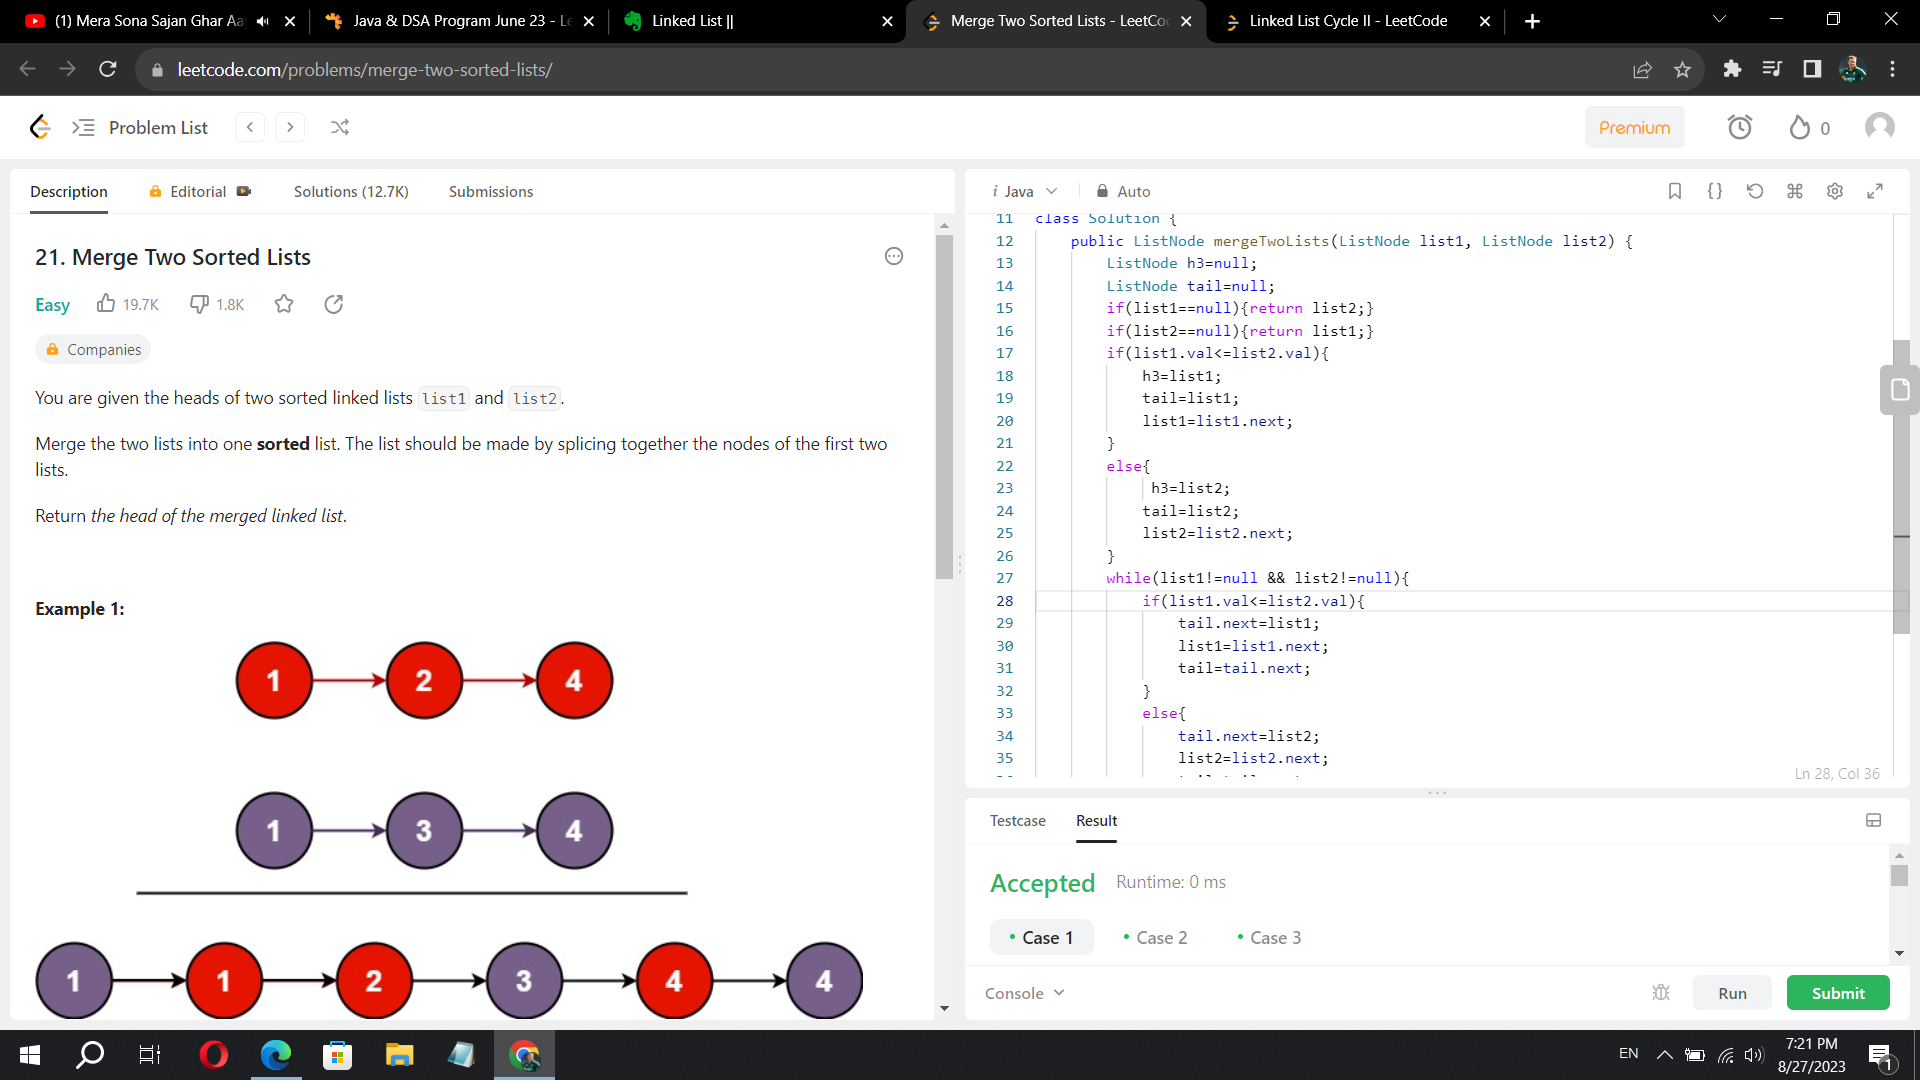 (1) Mera Sona Sajan Ghar Aa
Java & DSA Program June 23 - L
Linked List ||
Merge Two Sorted Lists - LeetCo
Linked List Cycle II - LeetCode
leetcode.com/problems/merge-two-sorted-lists/
Problem List
Premium
0
Description
Editorial
Solutions (12.7K)
Submissions
21. Merge Two Sorted Lists
Easy
19.7K
1.8K
Companies
You are given the heads of two sorted linked lists list1 and list2.
Merge the two lists into one sorted list. The list should be made by splicing together the nodes of the first two
lists.
Return the head of the merged linked list.
Example 1:
1 2 4
1 3 4
1 1 2 3 4 4
i Java
Auto
11 class Solution {
12 public ListNode mergeTwoLists(ListNode list1, ListNode list2) {
13 ListNode h3=null;
14 ListNode tail=null;
15 if(list1==null){return list2;}
16 if(list2==null){return list1;}
17 if(list1.val<=list2.val){
18 h3=list1;
19 tail=list1;
20 list1=list1.next;
21 }
22 else{
23 h3=list2;
24 tail=list2;
25 list2=list2.next;
26 }
27 while(list1!=null && list2!=null){
28 if(list1.val<=list2.val){
29 tail.next=list1;
30 list1=list1.next;
31 tail=tail.next;
32 }
33 else{
34 tail.next=list2;
35 list2=list2.next;
Ln 28, Col 36
Testcase
Result
Accepted
Runtime: 0 ms
Case 1
Case 2
Case 3
Console
Run
Submit
EN
7:21 PM
8/27/2023
1